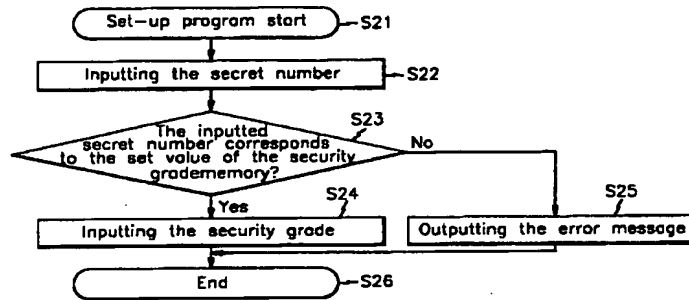 Set-up program start
S21
Inputting the secret number
S22
The inputted
secret number corresponds
to the set value of the security
gradememory?
S23
No
Yes
S24
S25
Inputting the security grade
Outputting the error message
End
S26